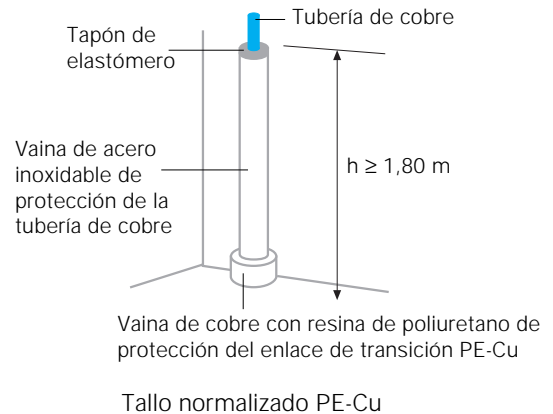 Tubería de cobre
Tapón de
elastómero
Vaina de acero
inoxidable de
protección de la
tubería de cobre
h ≥ 1,80 m
Vaina de cobre con resina de poliuretano de
protección del enlace de transición PE-Cu
Tallo normalizado PE-Cu